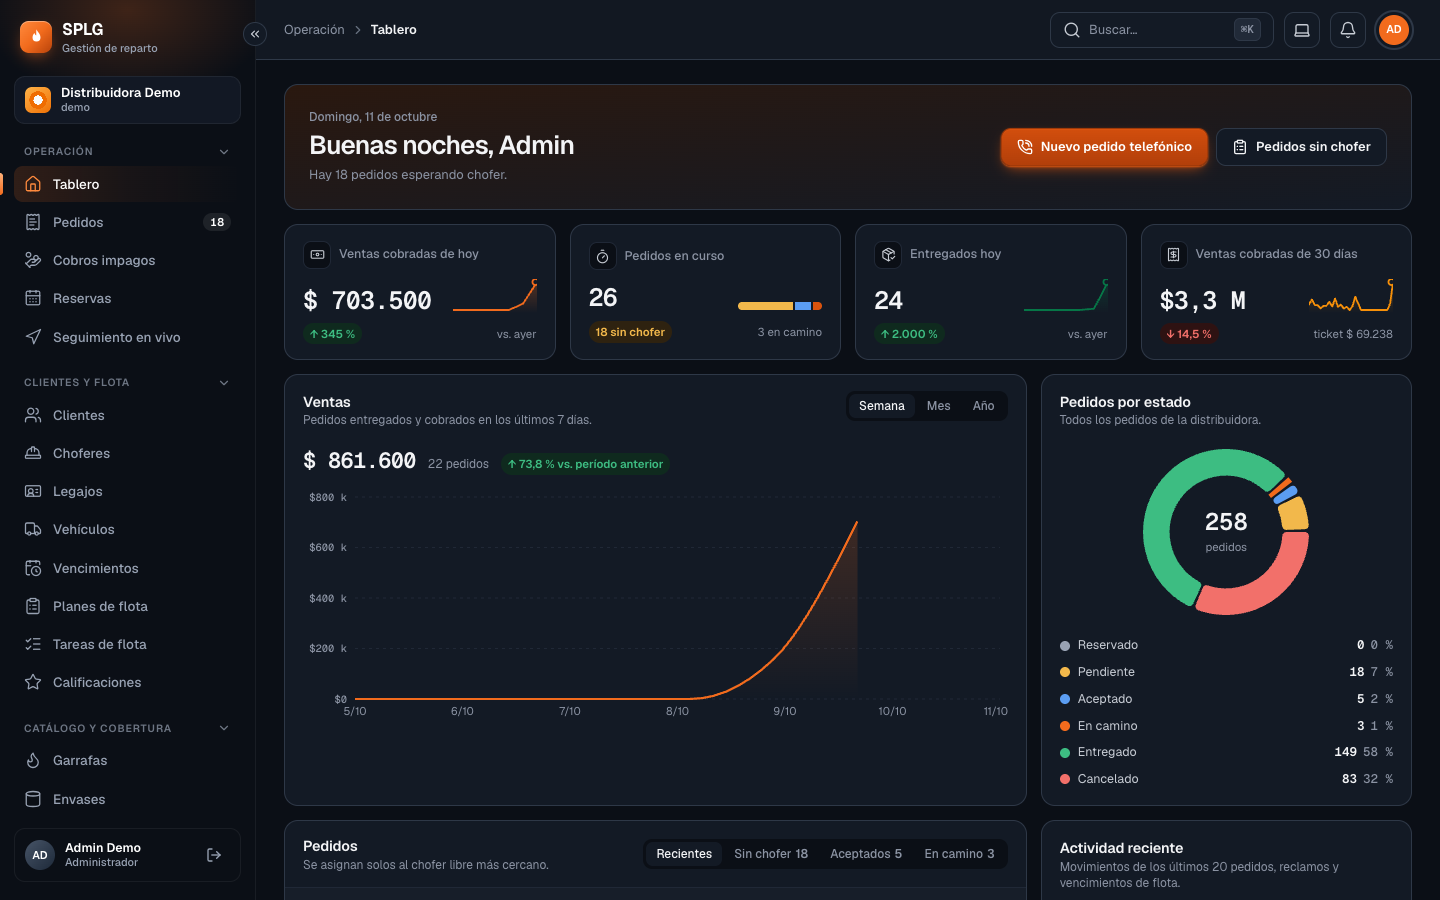 SPLG
Gestión de reparto
Distribuidora Demo
demo
OPERACIÓN
Tablero
Pedidos 18
Cobros impagos
Reservas
Seguimiento en vivo
CLIENTES Y FLOTA
Clientes
Choferes
Legajos
Vehículos
Vencimientos
Planes de flota
Tareas de flota
Calificaciones
CATÁLOGO Y COBERTURA
Garrafas
Envases
AD Admin Demo
Administrador
Operación > Tablero
Buscar... ⌘K
AD
Domingo, 11 de octubre
Buenas noches, Admin
Hay 18 pedidos esperando chofer.
Nuevo pedido telefónico
Pedidos sin chofer
Ventas cobradas de hoy
$ 703.500
↑ 345 % vs. ayer
Pedidos en curso
26
18 sin chofer 3 en camino
Entregados hoy
24
↑ 2.000 % vs. ayer
Ventas cobradas de 30 días
$3,3 M
↓ 14,5 % ticket $ 69.238
Ventas
Pedidos entregados y cobrados en los últimos 7 días.
Semana Mes Año
$ 861.600 22 pedidos ↑ 73,8 % vs. período anterior
$800 k
$600 k
$400 k
$200 k
$0
5/10 6/10 7/10 8/10 9/10 10/10 11/10
Pedidos por estado
Todos los pedidos de la distribuidora.
258
pedidos
Reservado 0 0 %
Pendiente 18 7 %
Aceptado 5 2 %
En camino 3 1 %
Entregado 149 58 %
Cancelado 83 32 %
Pedidos
Se asignan solos al chofer libre más cercano.
Recientes Sin chofer 18 Aceptados 5 En camino 3
Actividad reciente
Movimientos de los últimos 20 pedidos, reclamos y
vencimientos de flota.